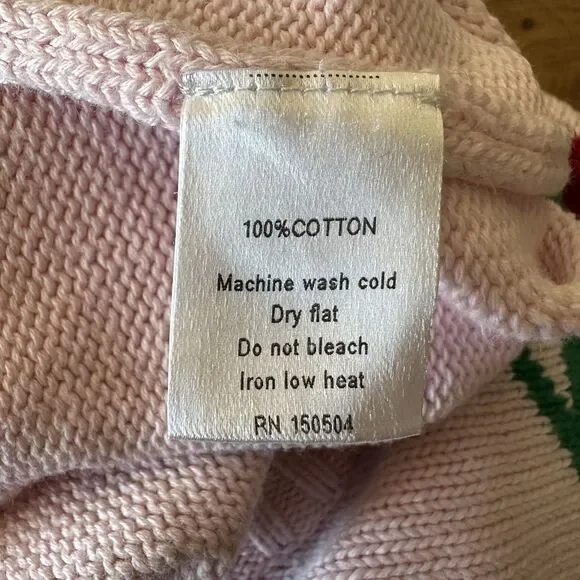 100%COTTON
Machine wash cold
Dry flat
Do not bleach
Iron low heat
RN 150504